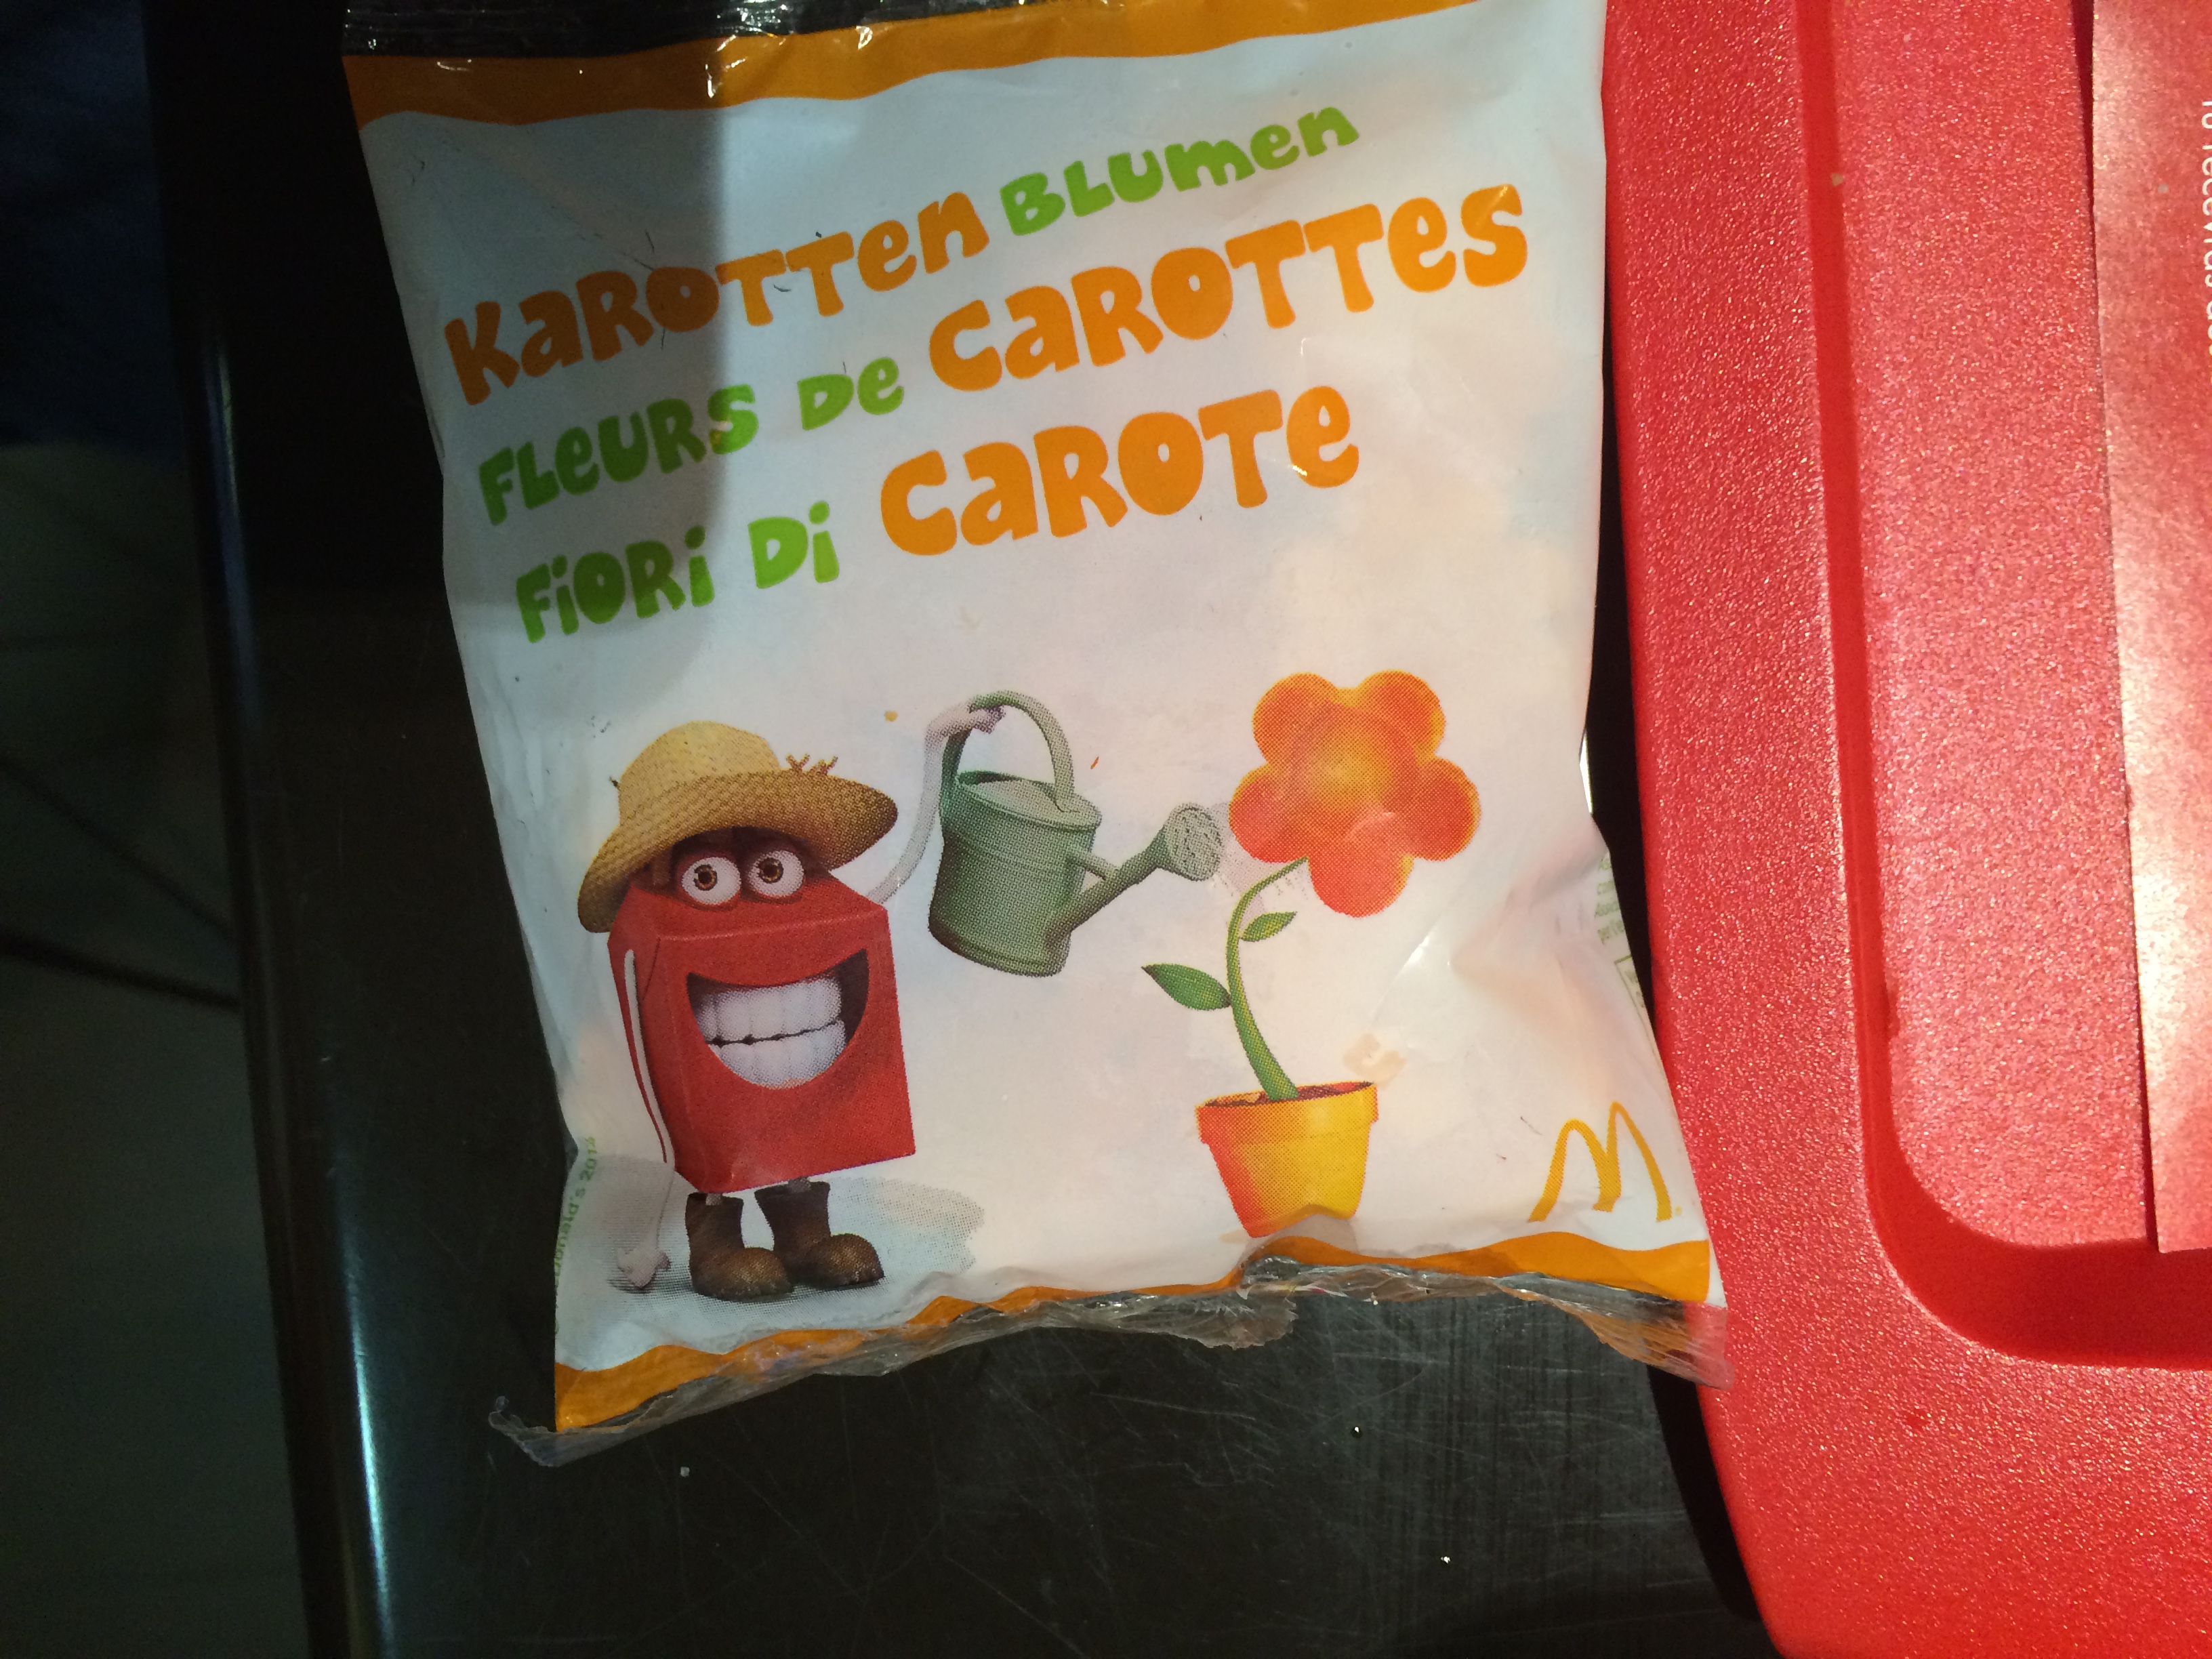 KaROTTen BLUmen
FLeURS De CaROTTeS
FiORi Di CaROTe